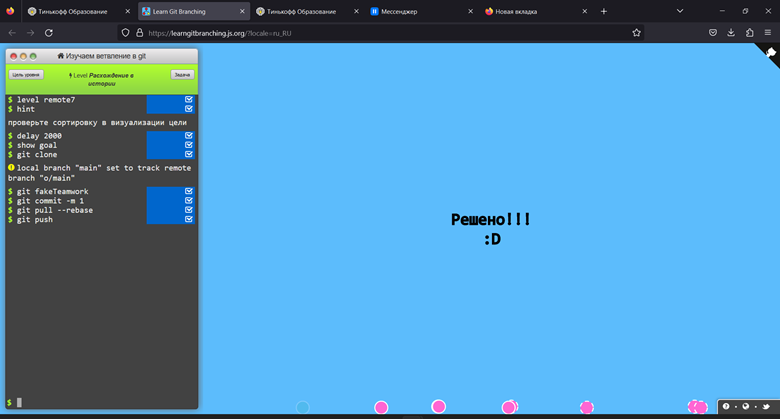 Тинькофф Образование
Learn Git Branching
Тинькофф Образование
Мессенджер
Новая вкладка
https://learngitbranching.js.org/?locale=ru_RU
Изучаем ветвление в git
Цель уровня
Level Расхождение в
истории
Задача
$ level remote7
$ hint
проверьте сортировку в визуализации цели
$ delay 2000
$ show goal
$ git clone
local branch "main" set to track remote
branch "o/main"
$ git fakeTeamwork
$ git commit -m 1
$ git pull --rebase
$ git push
$
Решено!!!
:D